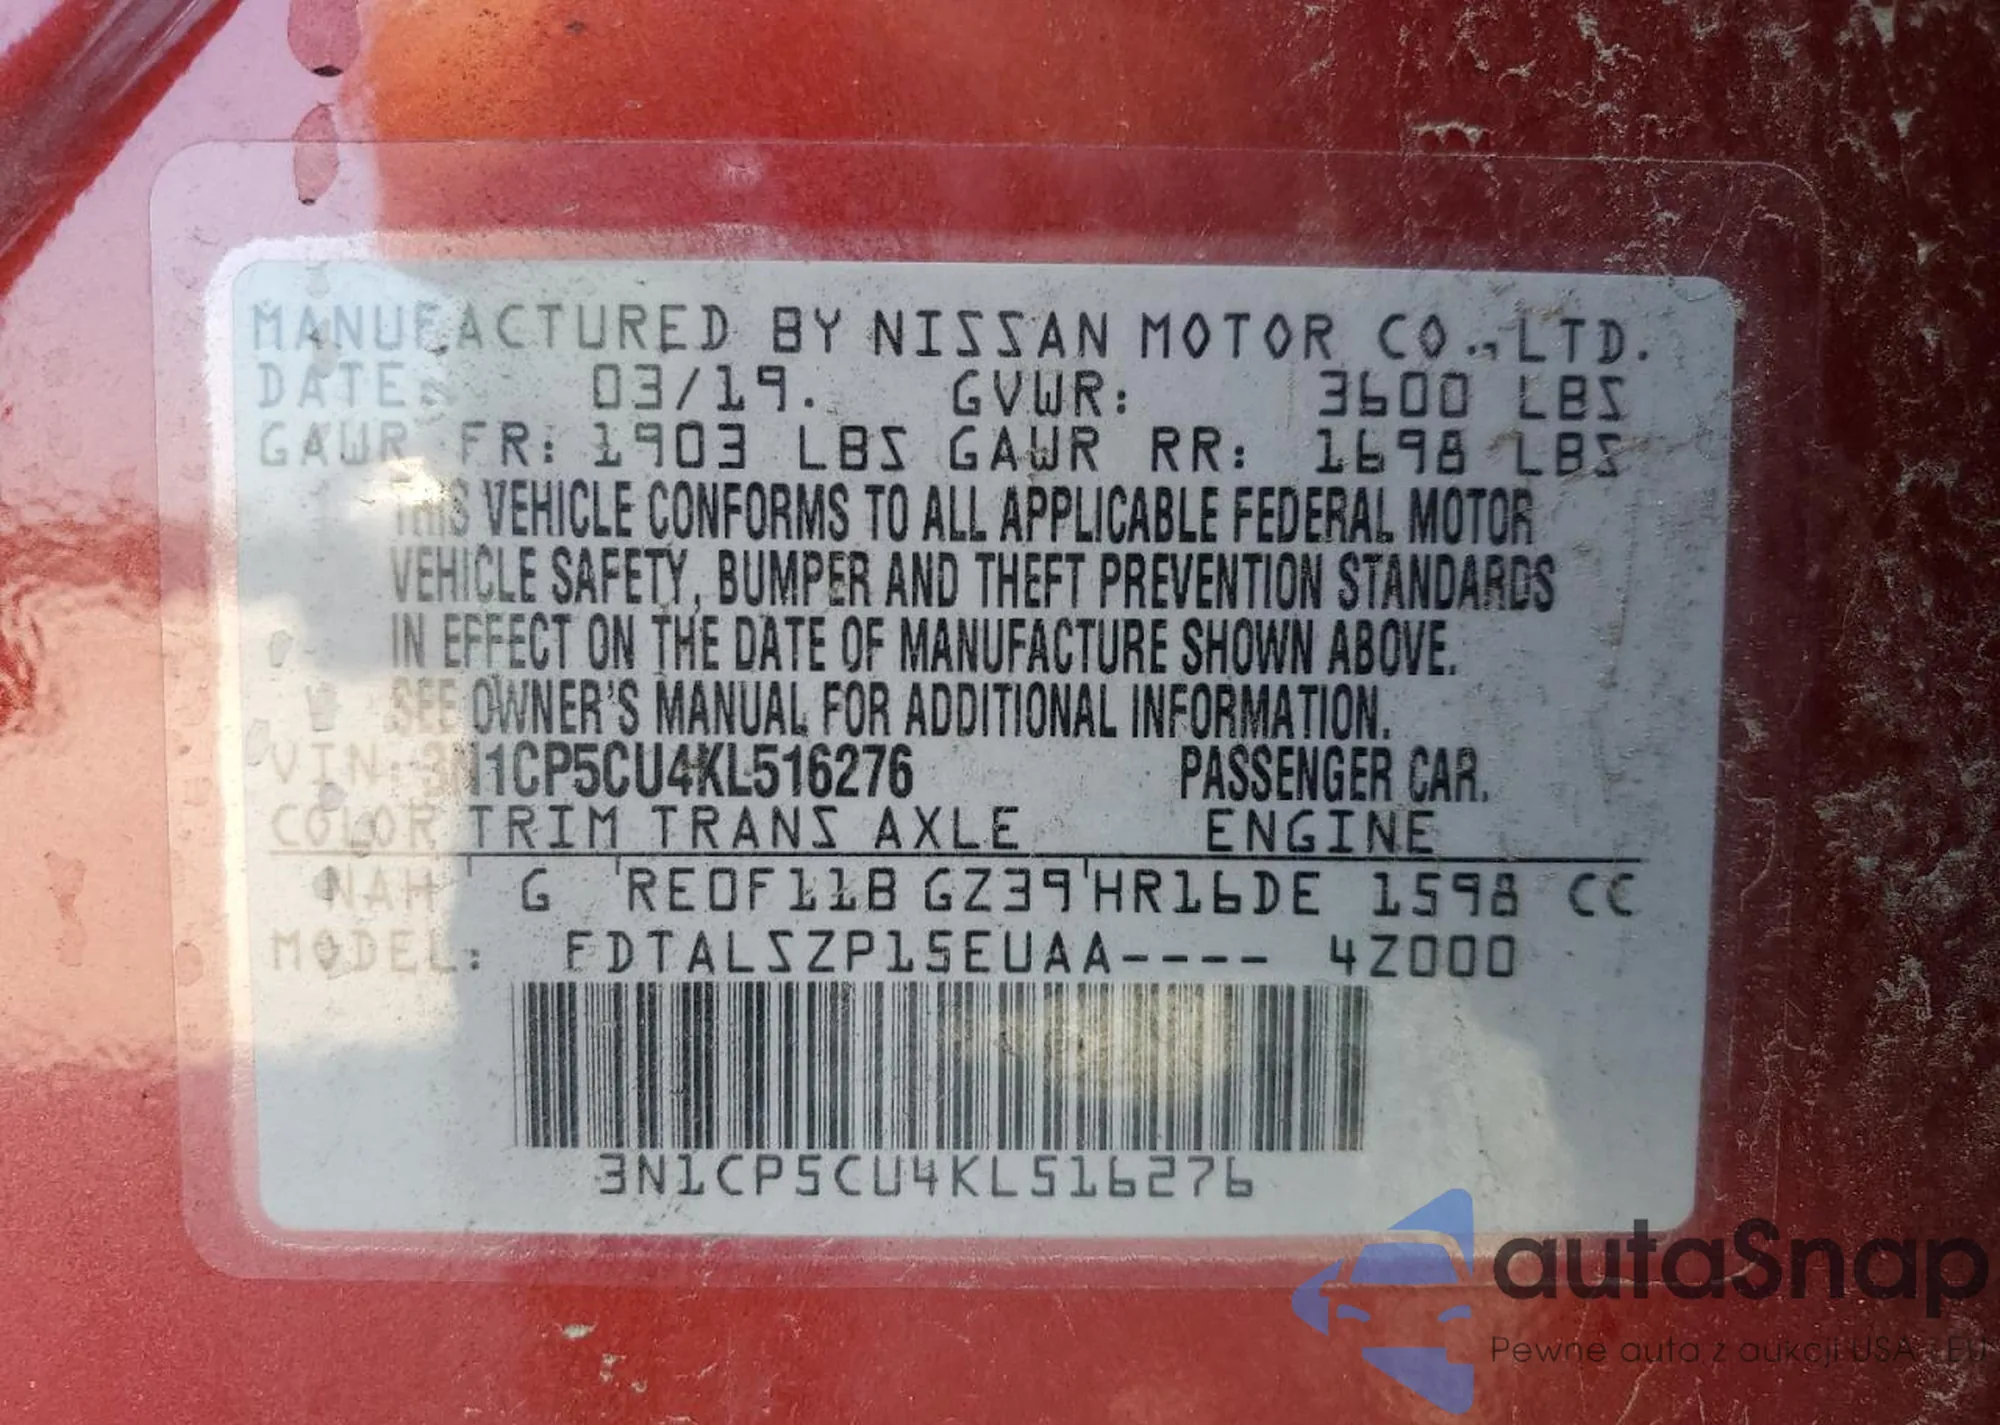 MANUFACTURED BY NISSAN MOTOR CO., LTD.
DATE: 03/19. GVWR: 3600 LBS
GAWR FR: 1903 LBS GAWR RR: 1698 LBS
THIS VEHICLE CONFORMS TO ALL APPLICABLE FEDERAL MOTOR
VEHICLE SAFETY, BUMPER AND THEFT PREVENTION STANDARDS
IN EFFECT ON THE DATE OF MANUFACTURE SHOWN ABOVE.
SEE OWNER'S MANUAL FOR ADDITIONAL INFORMATION.
VIN: 3N1CP5CU4KL516276 PASSENGER CAR.
COLOR TRIM TRANS AXLE ENGINE
NAH G RE0F11B GZ39 HR16DE 1598 CC
MODEL: FDTALSZP15EUAA---- 4Z000
3N1CP5CU4KL516276
autaSnap
Pewne auta z aukcji USA - EU